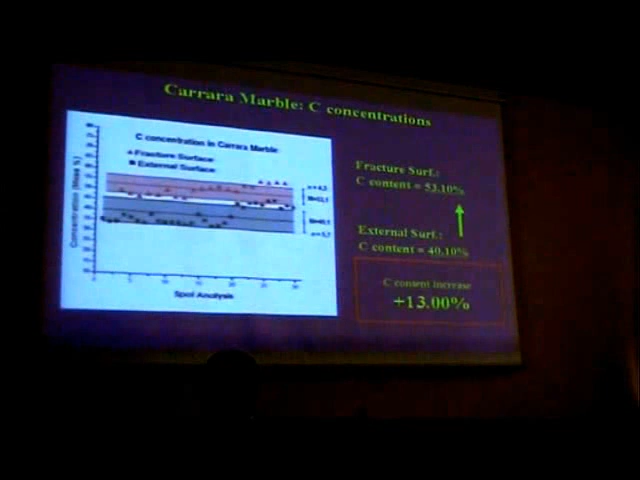 Carrara Marble: C concentrations
C concentration in Carrara Marble
Fracture Surface
External Surface
Concentration (Mass %)
Spot Analysis
Fracture Surf.:
C content = 53.10%
External Surf.:
C content = 40.10%
C content increase
+13.00%